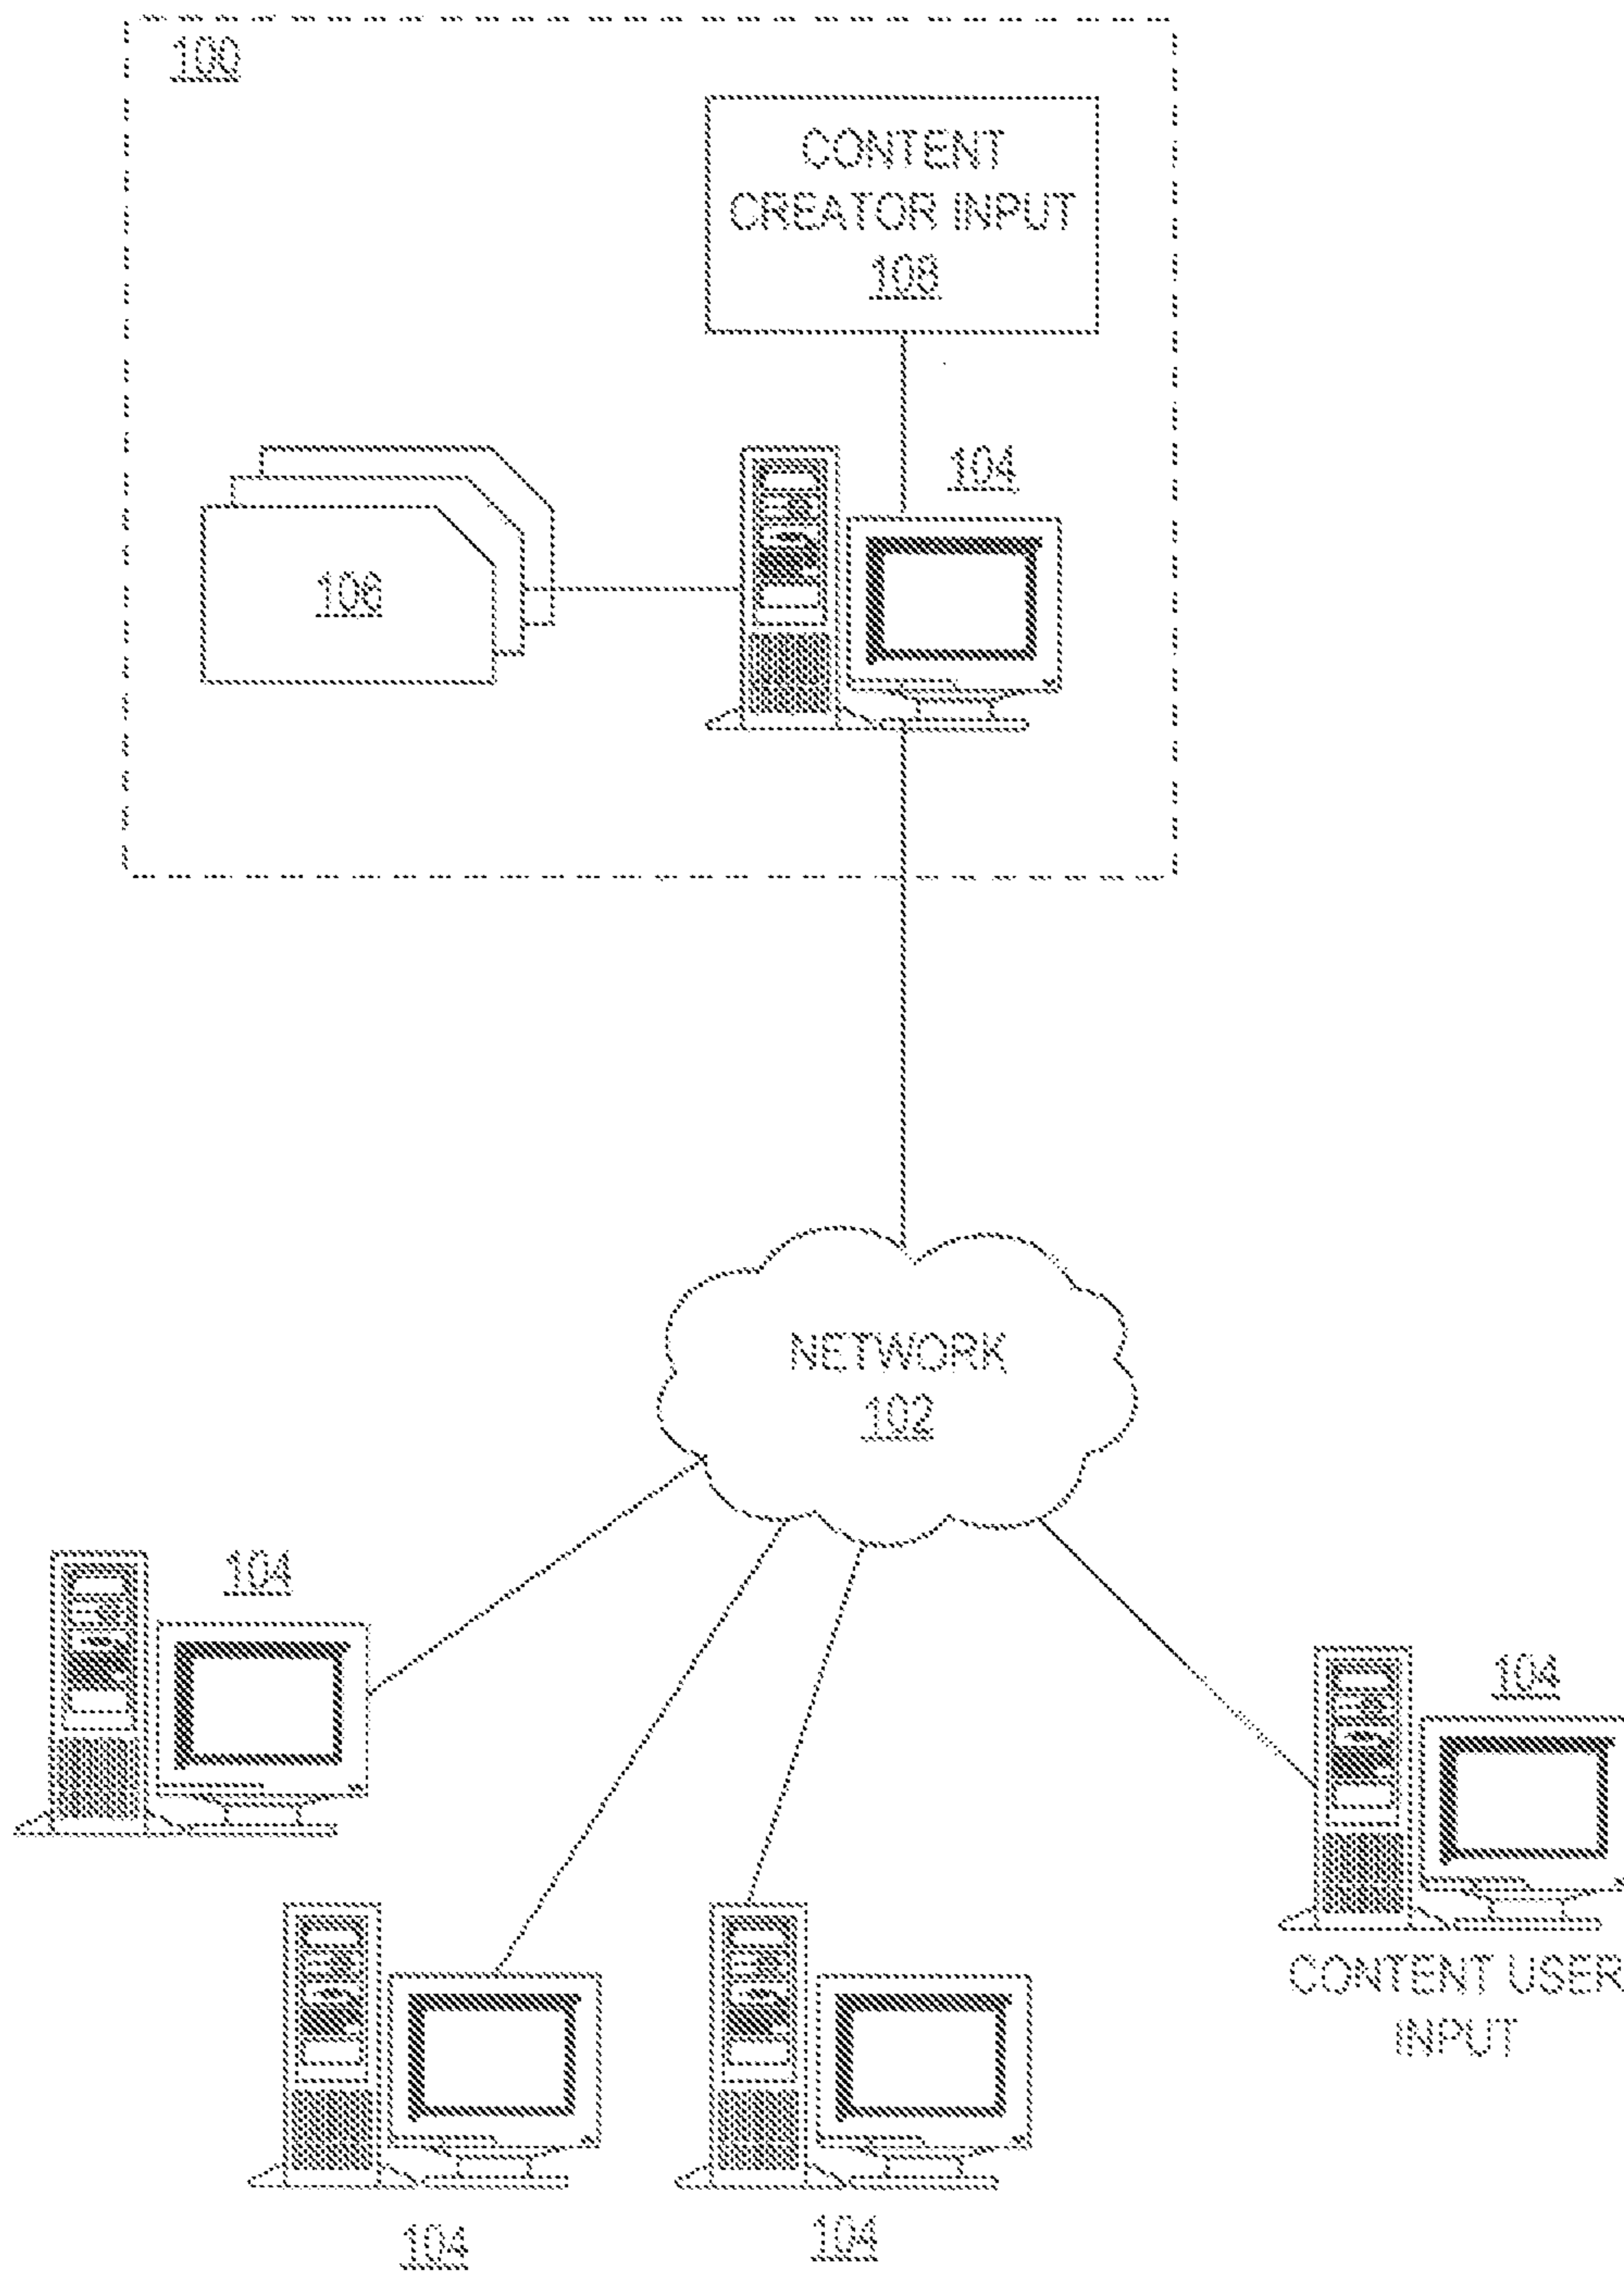 100
CONTENT
CREATOR INPUT
108
104
106
NETWORK
102
104
104
CONTENT USER
INPUT
104
104